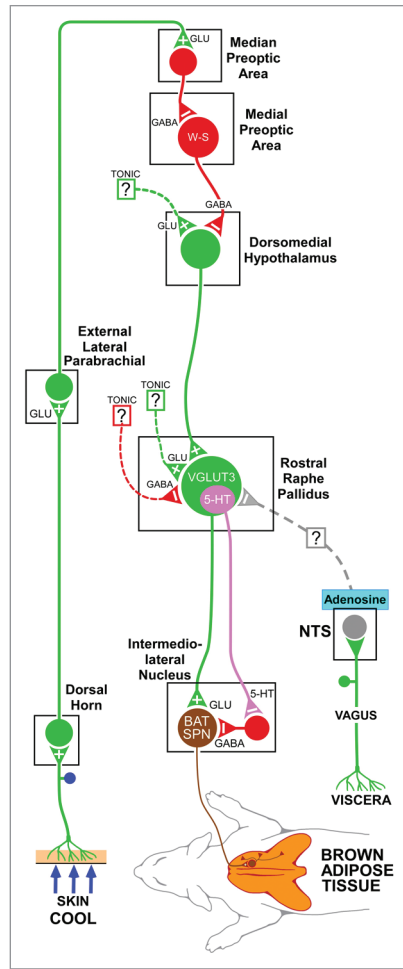 GLU
Median
Preoptic
Area
GABA
W-S
Medial
Preoptic
Area
TONIC
?
GABA
GLU
Dorsomedial
Hypothalamus
External
Lateral
Parabrachial
GLU
TONIC
?
TONIC
?
GLU
GABA
VGLUT3
5-HT
Rostral
Raphe
Pallidus
?
Adenosine
NTS
VAGUS
VISCERA
Intermedio-
lateral
Nucleus
5-HT
GLU
BAT
SPN
GABA
Dorsal
Horn
SKIN
COOL
BROWN
ADIPOSE
TISSUE